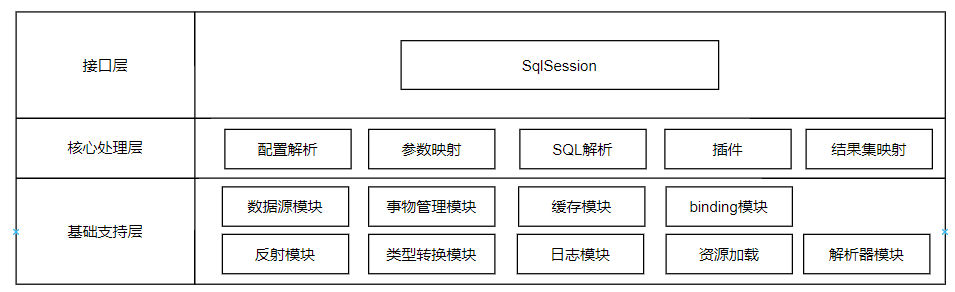 接口层
SqlSession
核心处理层
配置解析
参数映射
SQL解析
插件
结果集映射
基础支持层
数据源模块
事物管理模块
缓存模块
binding模块
反射模块
类型转换模块
日志模块
资源加载
解析器模块